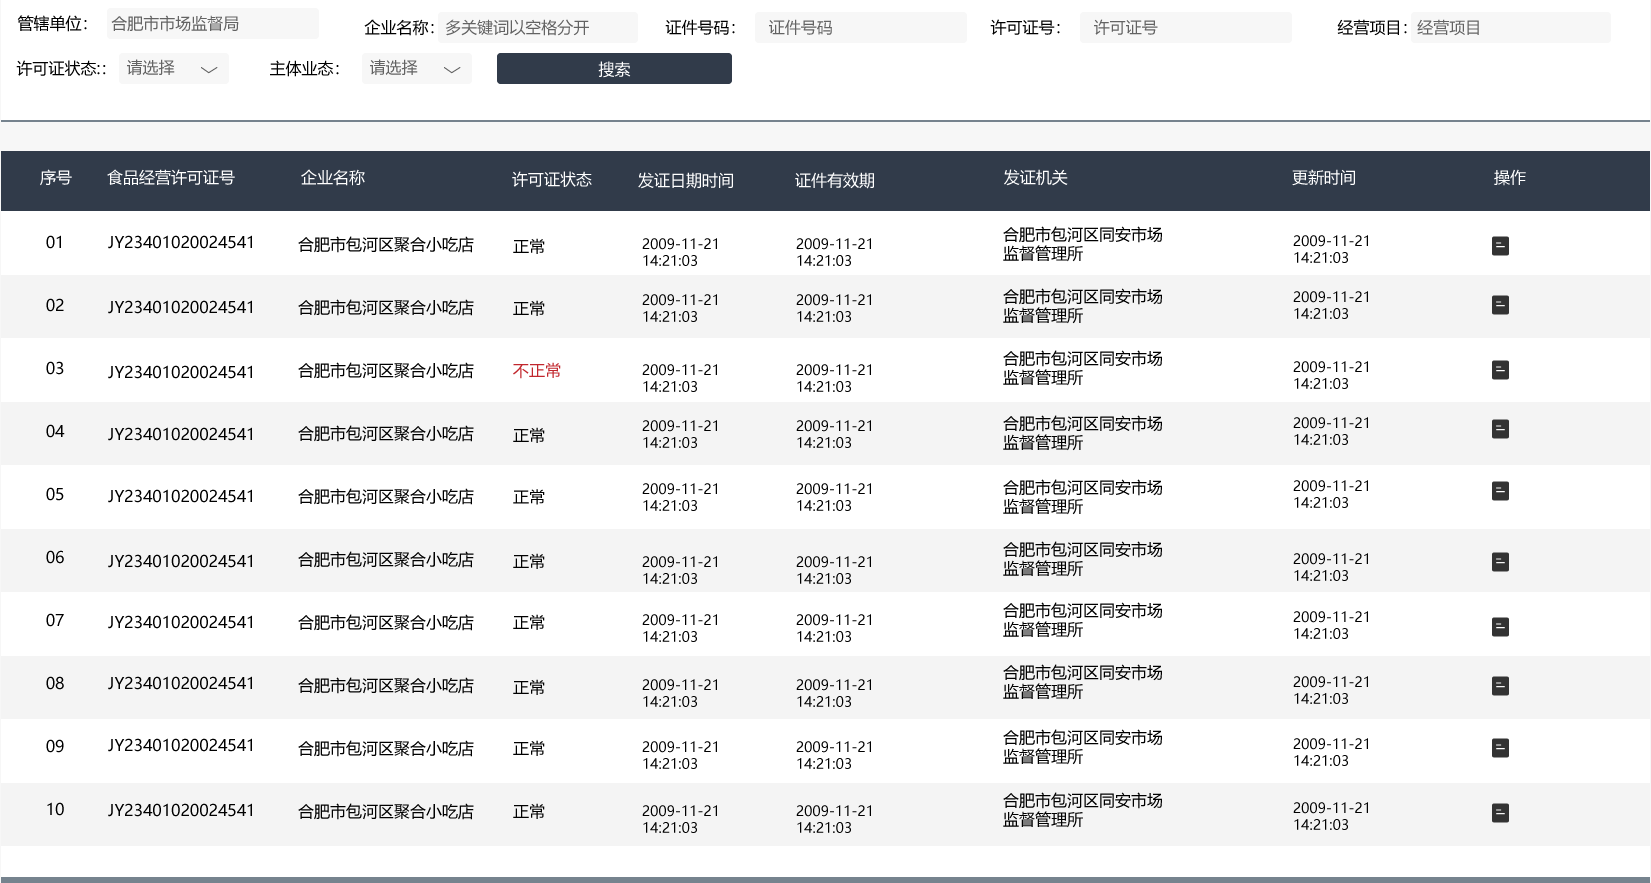 管辖单位： 合肥市市场监督局 企业名称： 多关键词以空格分开 证件号码： 证件号码 许可证号： 许可证号 经营项目： 经营项目
许可证状态:： 请选择 主体业态： 请选择 搜索
序号 食品经营许可证号 企业名称 许可证状态 发证日期时间 证件有效期 发证机关 更新时间 操作
01 JY23401020024541 合肥市包河区聚合小吃店 正常 2009-11-21 2009-11-21 合肥市包河区同安市场 2009-11-21
14:21:03 14:21:03 监督管理所 14:21:03
02 JY23401020024541 合肥市包河区聚合小吃店 正常 2009-11-21 2009-11-21 合肥市包河区同安市场 2009-11-21
14:21:03 14:21:03 监督管理所 14:21:03
03 JY23401020024541 合肥市包河区聚合小吃店 不正常 2009-11-21 2009-11-21 合肥市包河区同安市场 2009-11-21
14:21:03 14:21:03 监督管理所 14:21:03
04 JY23401020024541 合肥市包河区聚合小吃店 正常 2009-11-21 2009-11-21 合肥市包河区同安市场 2009-11-21
14:21:03 14:21:03 监督管理所 14:21:03
05 JY23401020024541 合肥市包河区聚合小吃店 正常 2009-11-21 2009-11-21 合肥市包河区同安市场 2009-11-21
14:21:03 14:21:03 监督管理所 14:21:03
06 JY23401020024541 合肥市包河区聚合小吃店 正常 2009-11-21 2009-11-21 合肥市包河区同安市场 2009-11-21
14:21:03 14:21:03 监督管理所 14:21:03
07 JY23401020024541 合肥市包河区聚合小吃店 正常 2009-11-21 2009-11-21 合肥市包河区同安市场 2009-11-21
14:21:03 14:21:03 监督管理所 14:21:03
08 JY23401020024541 合肥市包河区聚合小吃店 正常 2009-11-21 2009-11-21 合肥市包河区同安市场 2009-11-21
14:21:03 14:21:03 监督管理所 14:21:03
09 JY23401020024541 合肥市包河区聚合小吃店 正常 2009-11-21 2009-11-21 合肥市包河区同安市场 2009-11-21
14:21:03 14:21:03 监督管理所 14:21:03
10 JY23401020024541 合肥市包河区聚合小吃店 正常 2009-11-21 2009-11-21 合肥市包河区同安市场 2009-11-21
14:21:03 14:21:03 监督管理所 14:21:03